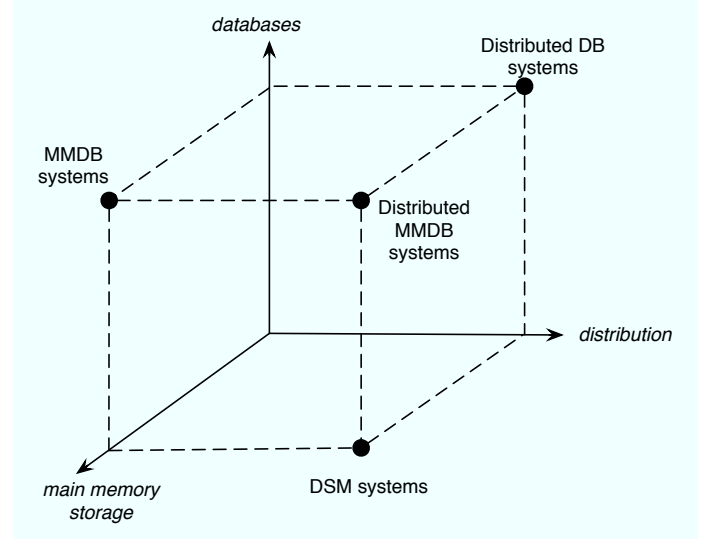 databases
Distributed DB
systems
MMDB
systems
Distributed
MMDB
systems
distribution
main memory
storage
DSM systems